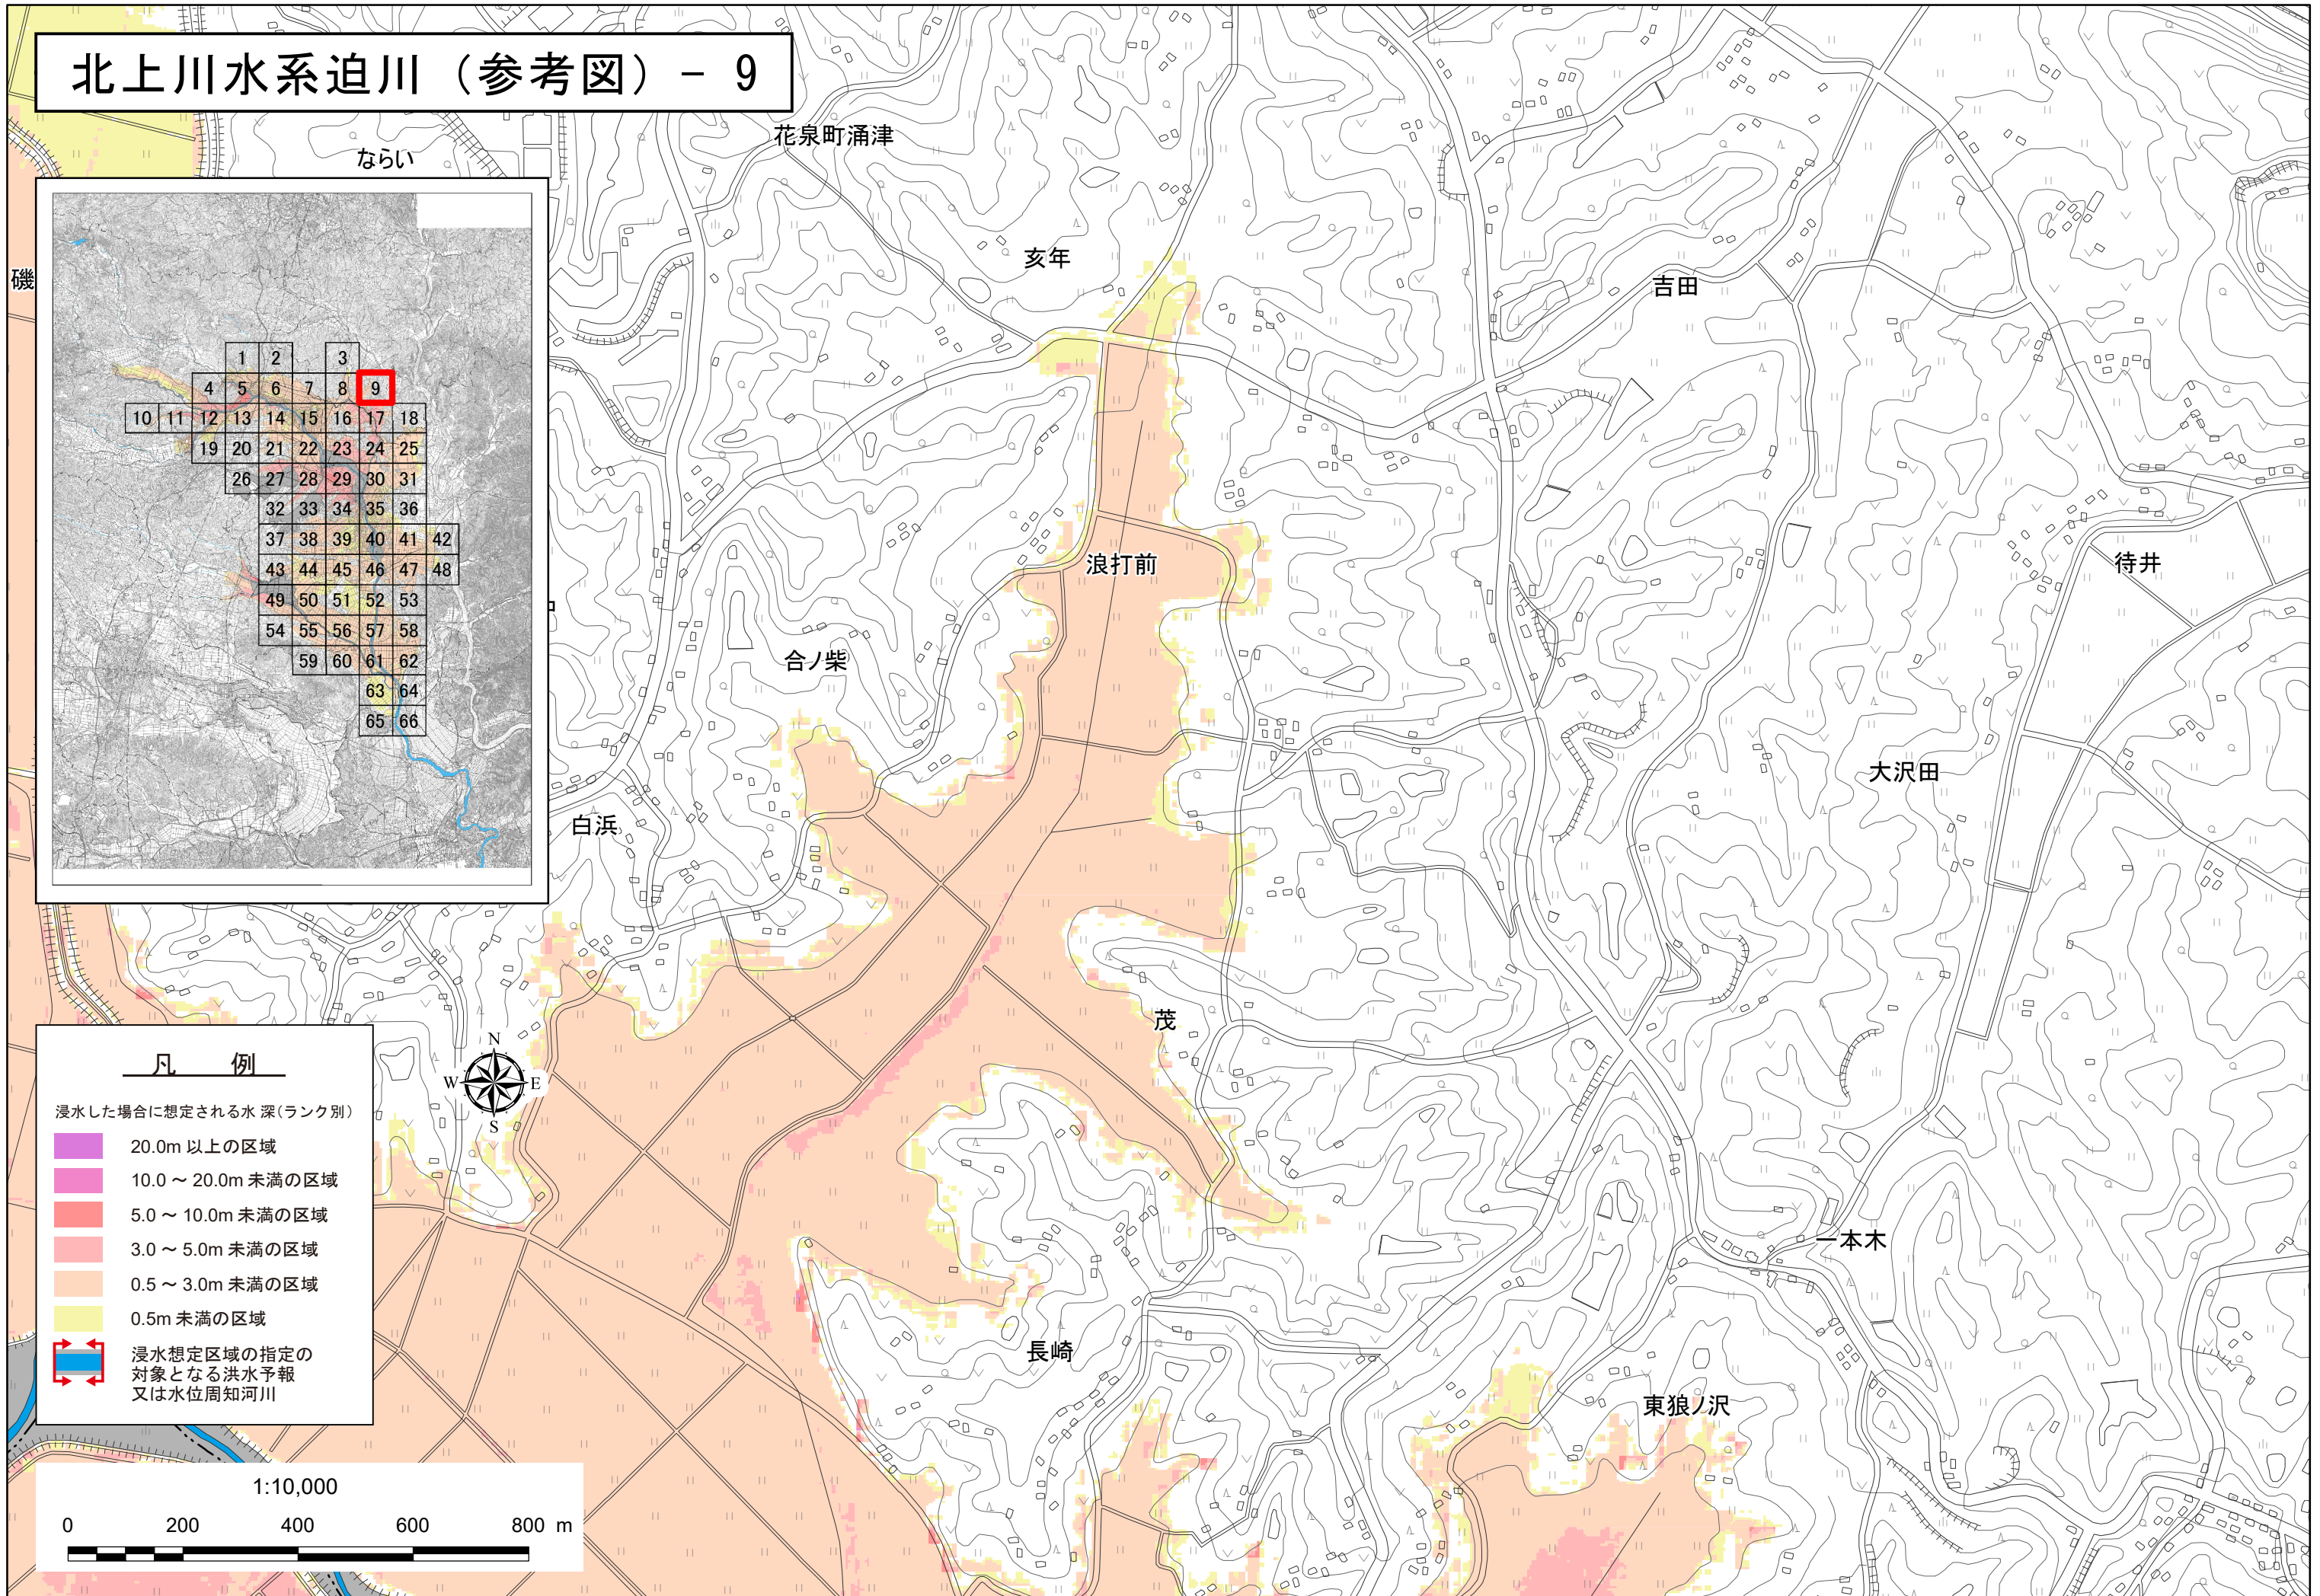 北上川水系迫川（参考図）－ 9
花泉町涌津
ならい
亥年
磯
吉田
1 2 3
4 5 6 7 8 9
10 11 12 13 14 15 16 17 18
19 20 21 22 23 24 25
26 27 28 29 30 31
32 33 34 35 36
37 38 39 40 41 42
43 44 45 46 47 48
49 50 51 52 53
54 55 56 57 58
59 60 61 62
63 64
65 66
浪打前
待井
合ノ柴
大沢田
白浜
茂
N
W E
S
凡 例
浸水した場合に想定される水 深(ランク別)
20.0m 以上の区域
10.0 ～ 20.0m 未満の区域
5.0 ～ 10.0m 未満の区域
3.0 ～ 5.0m 未満の区域
0.5 ～ 3.0m 未満の区域
0.5m 未満の区域
浸水想定区域の指定の
対象となる洪水予報
又は水位周知河川
一本木
長崎
東狼ノ沢
1:10,000
0 200 400 600 800 m